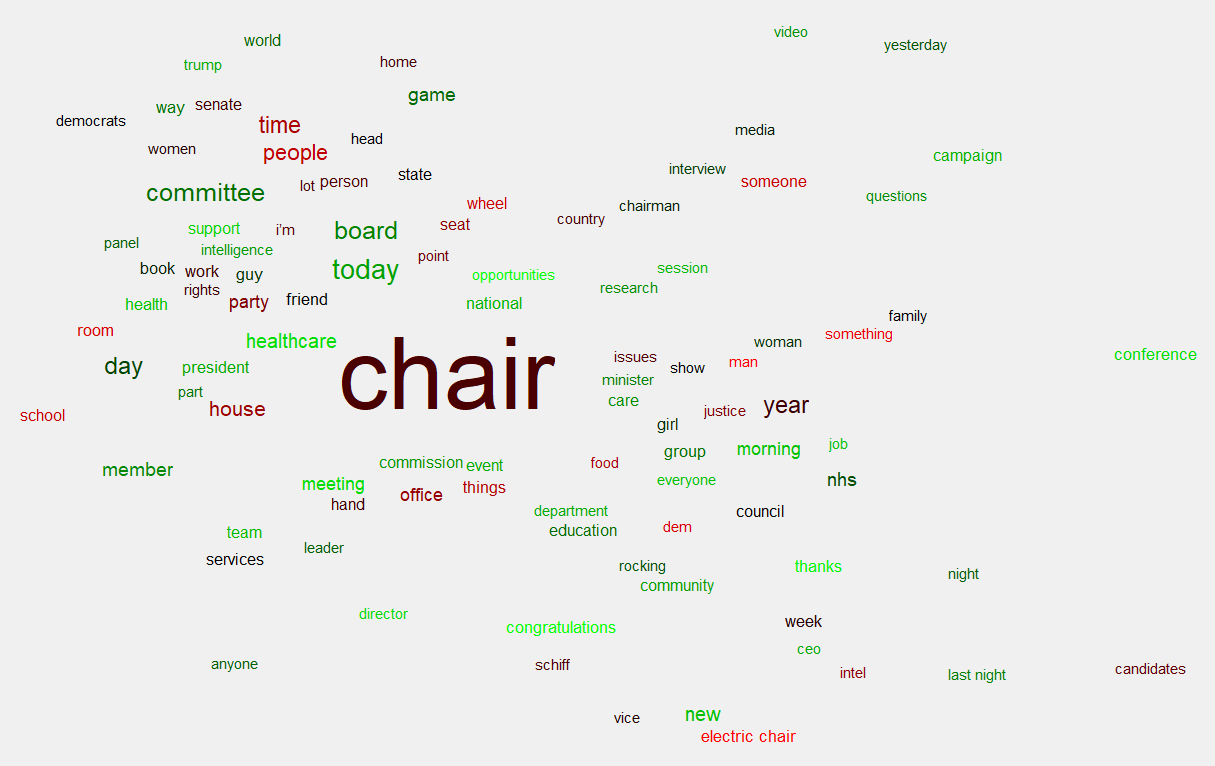 video
world
yesterday
home
trump
game
senate
way
democrats
time
media
head
women
people
campaign
interview
state
person
someone
lot
committee
questions
wheel
chairman
country
seat
support
i'm
board
panel
intelligence
point
book
work
guy
today
session
opportunities
rights
research
party
friend
health
national
family
room
something
healthcare
woman
conference
issues
man
day
president
show
minister
chair
part
care
house
justice
year
school
girl
morning
job
group
commission
event
food
member
meeting
everyone
nhs
office
things
hand
department
council
education
dem
team
leader
services
rocking
thanks
night
community
director
week
congratulations
ceo
anyone
schiff
intel
last night
candidates
new
vice
electric chair